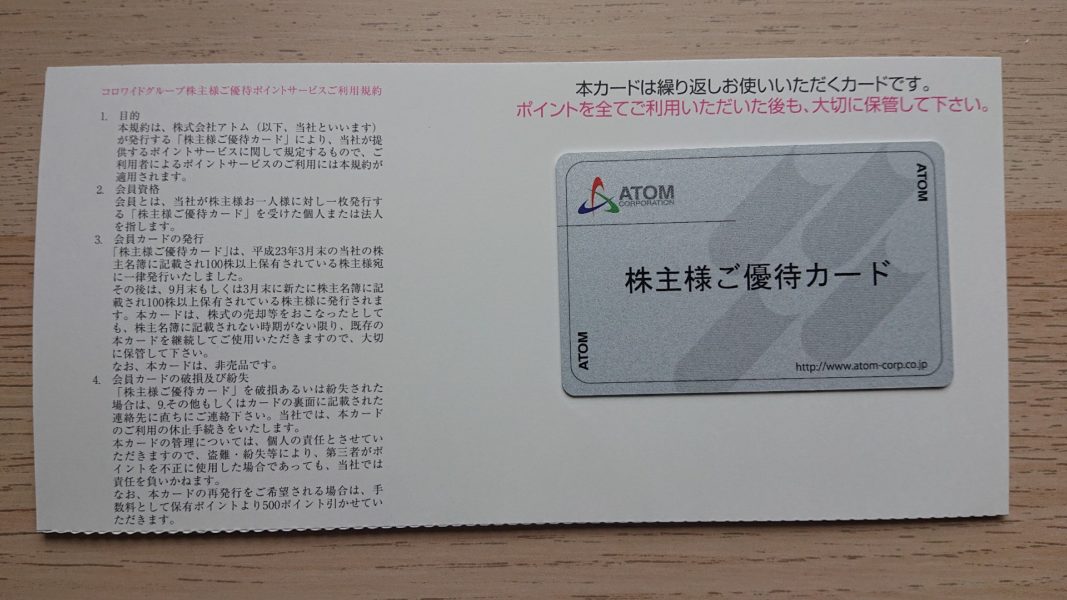 コロワイドグループ株主様ご優待ポイントサービスご利用規約
1. 目的
本規約は、株式会社アトム（以下、当社といいます）
が発行する「株主様ご優待カード」により、当社が提
供するポイントサービスに関して規定するもので、ご
利用者によるポイントサービスのご利用には本規約が
適用されます。
2. 会員資格
会員とは、当社が株主様お一人様に対し一枚発行す
る「株主様ご優待カード」を受けた個人または法人
を指します。
3. 会員カードの発行
「株主様ご優待カード」は、平成23年3月末の当社の株
主名簿に記載され100株以上保有されている株主様宛
に一律発行いたしました。
その後は、9月末もしくは3月末に新たに株主名簿に記
載され100株以上保有されている株主様に発行されま
す。本カードは、株式の売却等をおこなったとして
も、株主名簿に記載されない時期がない限り、既存の
本カードを継続してご使用いただきますので、大切
に保管して下さい。
なお、本カードは、非売品です。
4. 会員カードの破損及び紛失
「株主様ご優待カード」を破損あるいは紛失された
場合は、9.その他もしくはカードの裏面に記載された
連絡先に直ちにご連絡下さい。当社では、本カード
のご利用の休止手続きをいたします。
本カードの管理については、個人の責任とさせてい
ただきますので、盗難・紛失等により、第三者がポ
イントを不正に使用した場合であっても、当社では
責任を負いかねます。
なお、本カードの再発行をご希望される場合は、手
数料として保有ポイントより500ポイント引かせてい
ただきます。
本カードは繰り返しお使いいただくカードです。
ポイントを全てご利用いただいた後も、大切に保管して下さい。
ATOM
CORPORATION
ATOM
株主様ご優待カード
ATOM
http://www.atom-corp.co.jp